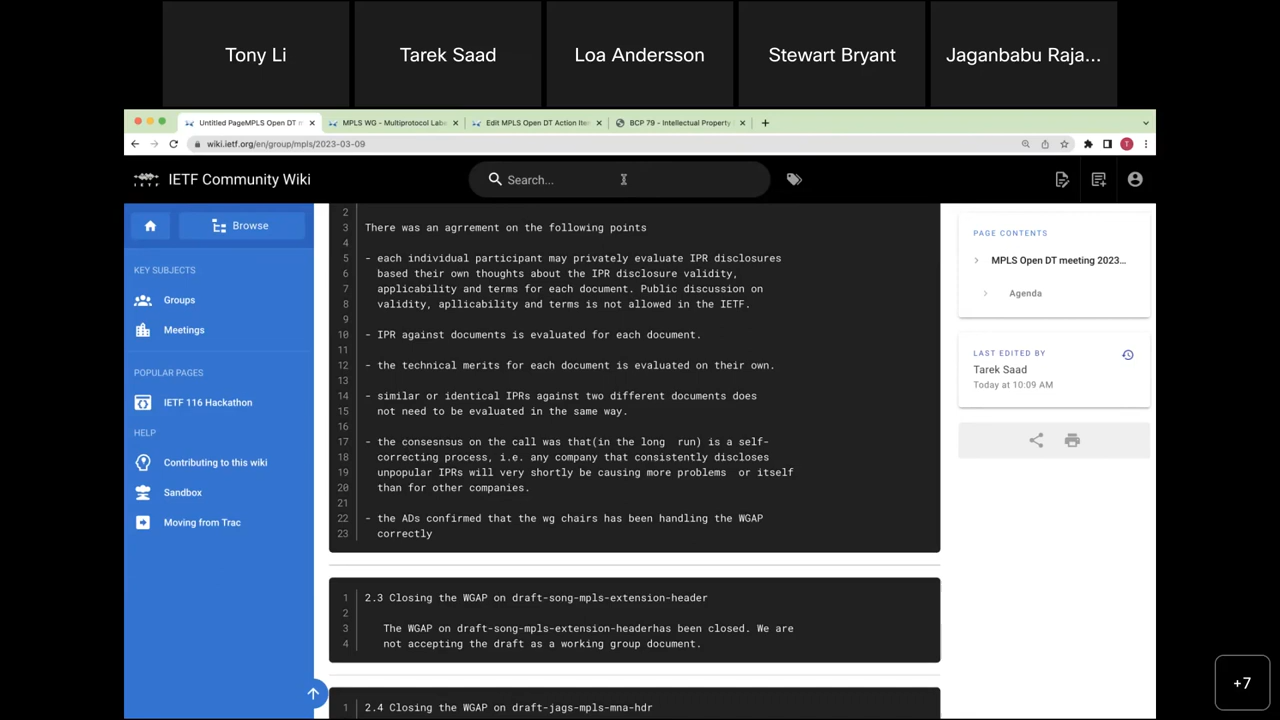 Tony Li
Tarek Saad
Loa Andersson
Stewart Bryant
Jaganbabu Raja...
Untitled PageMPLS Open DT m
MPLS WG - Multiprotocol Labe
Edit MPLS Open DT Action Iter
BCP 79 - Intellectual Property
wiki.ietf.org/en/group/mpls/2023-03-09
T
IETF
IETF Community Wiki
Search...
Browse
KEY SUBJECTS
Groups
Meetings
POPULAR PAGES
IETF 116 Hackathon
HELP
Contributing to this wiki
Sandbox
Moving from Trac
2
3 There was an agrrement on the following points
4
5 - each individual participant may privately evaluate IPR disclosures
6 based their own thoughts about the IPR disclosure validity,
7 applicability and terms for each document. Public discussion on
8 validity, apllicability and terms is not allowed in the IETF.
9
10 - IPR against documents is evaluated for each document.
11
12 - the technical merits for each document is evaluated on their own.
13
14 - similar or identical IPRs against two different documents does
15 not need to be evaluated in the same way.
16
17 - the consesnsus on the call was that(in the long run) is a self-
18 correcting process, i.e. any company that consistently discloses
19 unpopular IPRs will very shortly be causing more problems or itself
20 than for other companies.
21
22 - the ADs confirmed that the wg chairs has been handling the WGAP
23 correctly
1 2.3 Closing the WGAP on draft-song-mpls-extension-header
2
3 The WGAP on draft-song-mpls-extension-headerhas been closed. We are
4 not accepting the draft as a working group document.
1 2.4 Closing the WGAP on draft-jags-mpls-mna-hdr
PAGE CONTENTS
MPLS Open DT meeting 2023...
Agenda
LAST EDITED BY
Tarek Saad
Today at 10:09 AM
+7